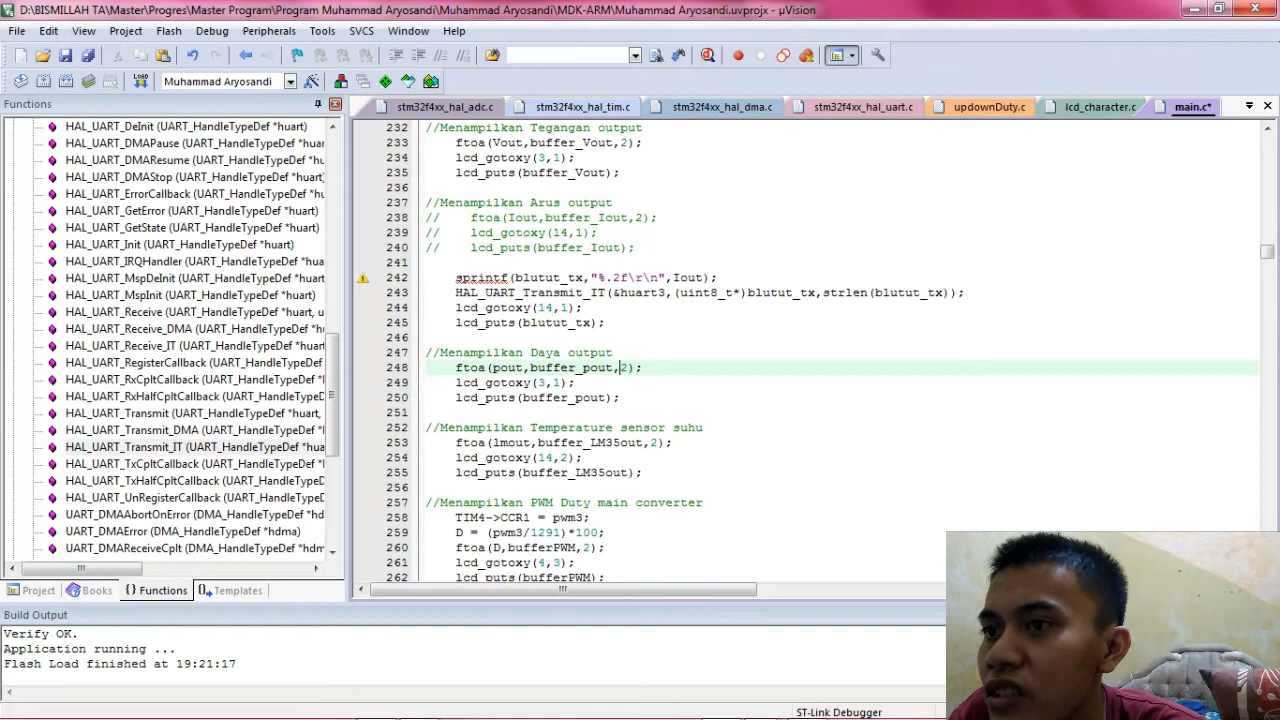 D:\BISMILLAH TA\Master\Progres\Master Program\Program Muhammad Aryosandi\Muhammad Aryosandi\MDK-ARM\Muhammad Aryosandi.uvprojx - µVision
File Edit View Project Flash Debug Peripherals Tools SVCS Window Help
LOAD Muhammad Aryosandi
Functions
HAL_UART_DeInit (UART_HandleTypeDef *huart)
HAL_UART_DMAPause (UART_HandleTypeDef *huart)
HAL_UART_DMAResume (UART_HandleTypeDef *huart)
HAL_UART_DMAStop (UART_HandleTypeDef *huart)
HAL_UART_ErrorCallback (UART_HandleTypeDef *huart)
HAL_UART_GetError (UART_HandleTypeDef *huart)
HAL_UART_GetState (UART_HandleTypeDef *huart)
HAL_UART_Init (UART_HandleTypeDef *huart)
HAL_UART_IRQHandler (UART_HandleTypeDef *huart)
HAL_UART_MspDeInit (UART_HandleTypeDef *huart)
HAL_UART_MspInit (UART_HandleTypeDef *huart)
HAL_UART_Receive (UART_HandleTypeDef *huart, u
HAL_UART_Receive_DMA (UART_HandleTypeDef *hu
HAL_UART_Receive_IT (UART_HandleTypeDef *huart
HAL_UART_RegisterCallback (UART_HandleTypeDef *
HAL_UART_RxCpltCallback (UART_HandleTypeDef *h
HAL_UART_RxHalfCpltCallback (UART_HandleTypeDef
HAL_UART_Transmit (UART_HandleTypeDef *huart,
HAL_UART_Transmit_DMA (UART_HandleTypeDef *h
HAL_UART_Transmit_IT (UART_HandleTypeDef *hua
HAL_UART_TxCpltCallback (UART_HandleTypeDef *h
HAL_UART_TxHalfCpltCallback (UART_HandleTypeDef
HAL_UART_UnRegisterCallback (UART_HandleTypeDef
UART_DMAAbortOnError (DMA_HandleTypeDef *hd
UART_DMAError (DMA_HandleTypeDef *hdma)
UART_DMAReceiveCplt (DMA_HandleTypeDef *hdm
Project Books {} Functions Templates
stm32f4xx_hal_adc.c stm32f4xx_hal_tim.c stm32f4xx_hal_dma.c stm32f4xx_hal_uart.c updownDuty.c lcd_character.c main.c*
232 //Menampilkan Tegangan output
233 ftoa(Vout,buffer_Vout,2);
234 lcd_gotoxy(3,1);
235 lcd_puts(buffer_Vout);
236
237 //Menampilkan Arus output
238 // ftoa(Iout,buffer_Iout,2);
239 // lcd_gotoxy(14,1);
240 // lcd_puts(buffer_Iout);
241
242 sprintf(blutut_tx,"%.2f\r\n",Iout);
243 HAL_UART_Transmit_IT(&huart3,(uint8_t*)blutut_tx,strlen(blutut_tx));
244 lcd_gotoxy(14,1);
245 lcd_puts(blutut_tx);
246
247 //Menampilkan Daya output
248 ftoa(pout,buffer_pout,2);
249 lcd_gotoxy(3,1);
250 lcd_puts(buffer_pout);
251
252 //Menampilkan Temperature sensor suhu
253 ftoa(lmout,buffer_LM35out,2);
254 lcd_gotoxy(14,2);
255 lcd_puts(buffer_LM35out);
256
257 //Menampilkan PWM Duty main converter
258 TIM4->CCR1 = pwm3;
259 D = (pwm3/1291)*100;
260 ftoa(D,bufferPWM,2);
261 lcd_gotoxy(4,3);
262 lcd_puts(bufferPWM);
Build Output
Verify OK.
Application running ...
Flash Load finished at 19:21:17
ST-Link Debugger